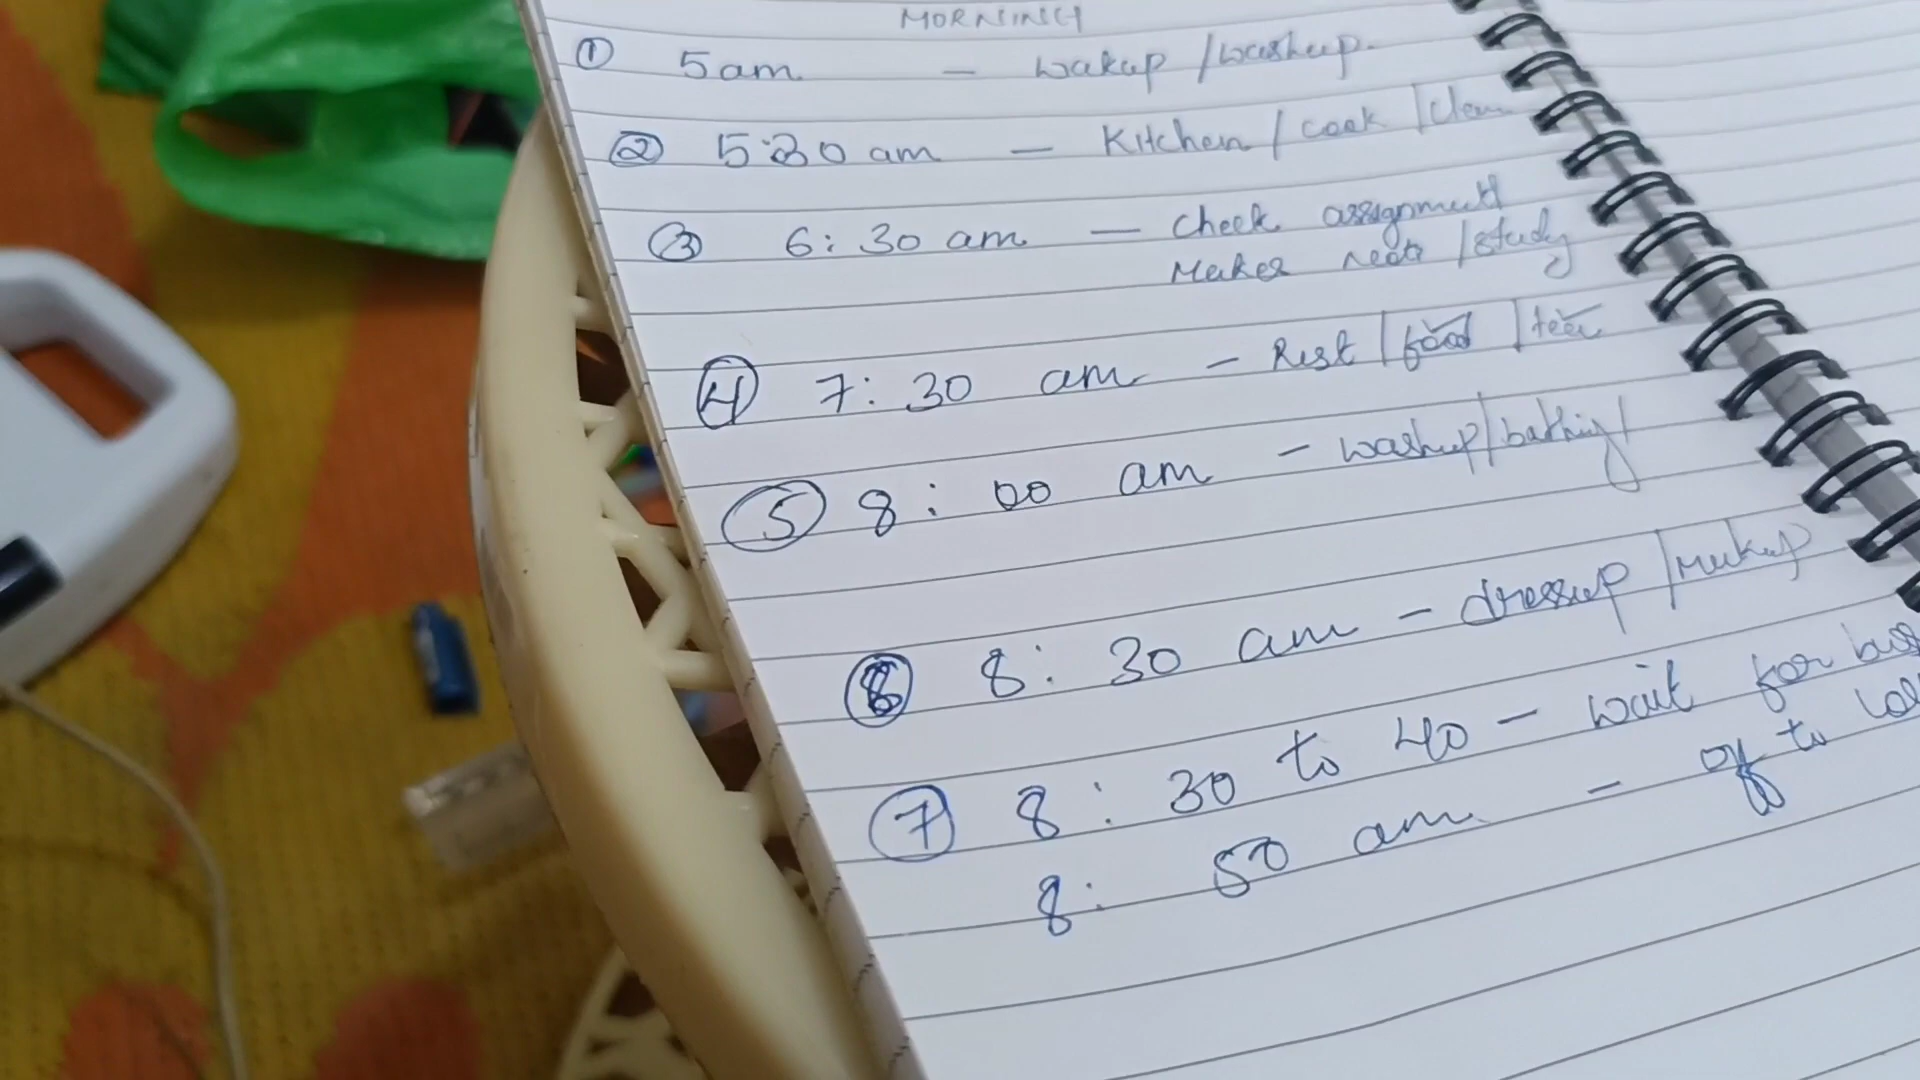 MORNING
① 5am - wakup / washup.
② 5:30 am - Kitchen / cook / clean
③ 6:30 am - check assignment
Makes / study
④ 7:30 am - Rest / food / tea
⑤ 8:00 am - washup / bathing /
⑥ 8:30 am - dressup / makup
⑦ 8:30 to 40 - wait for bus
8:50 am - off to